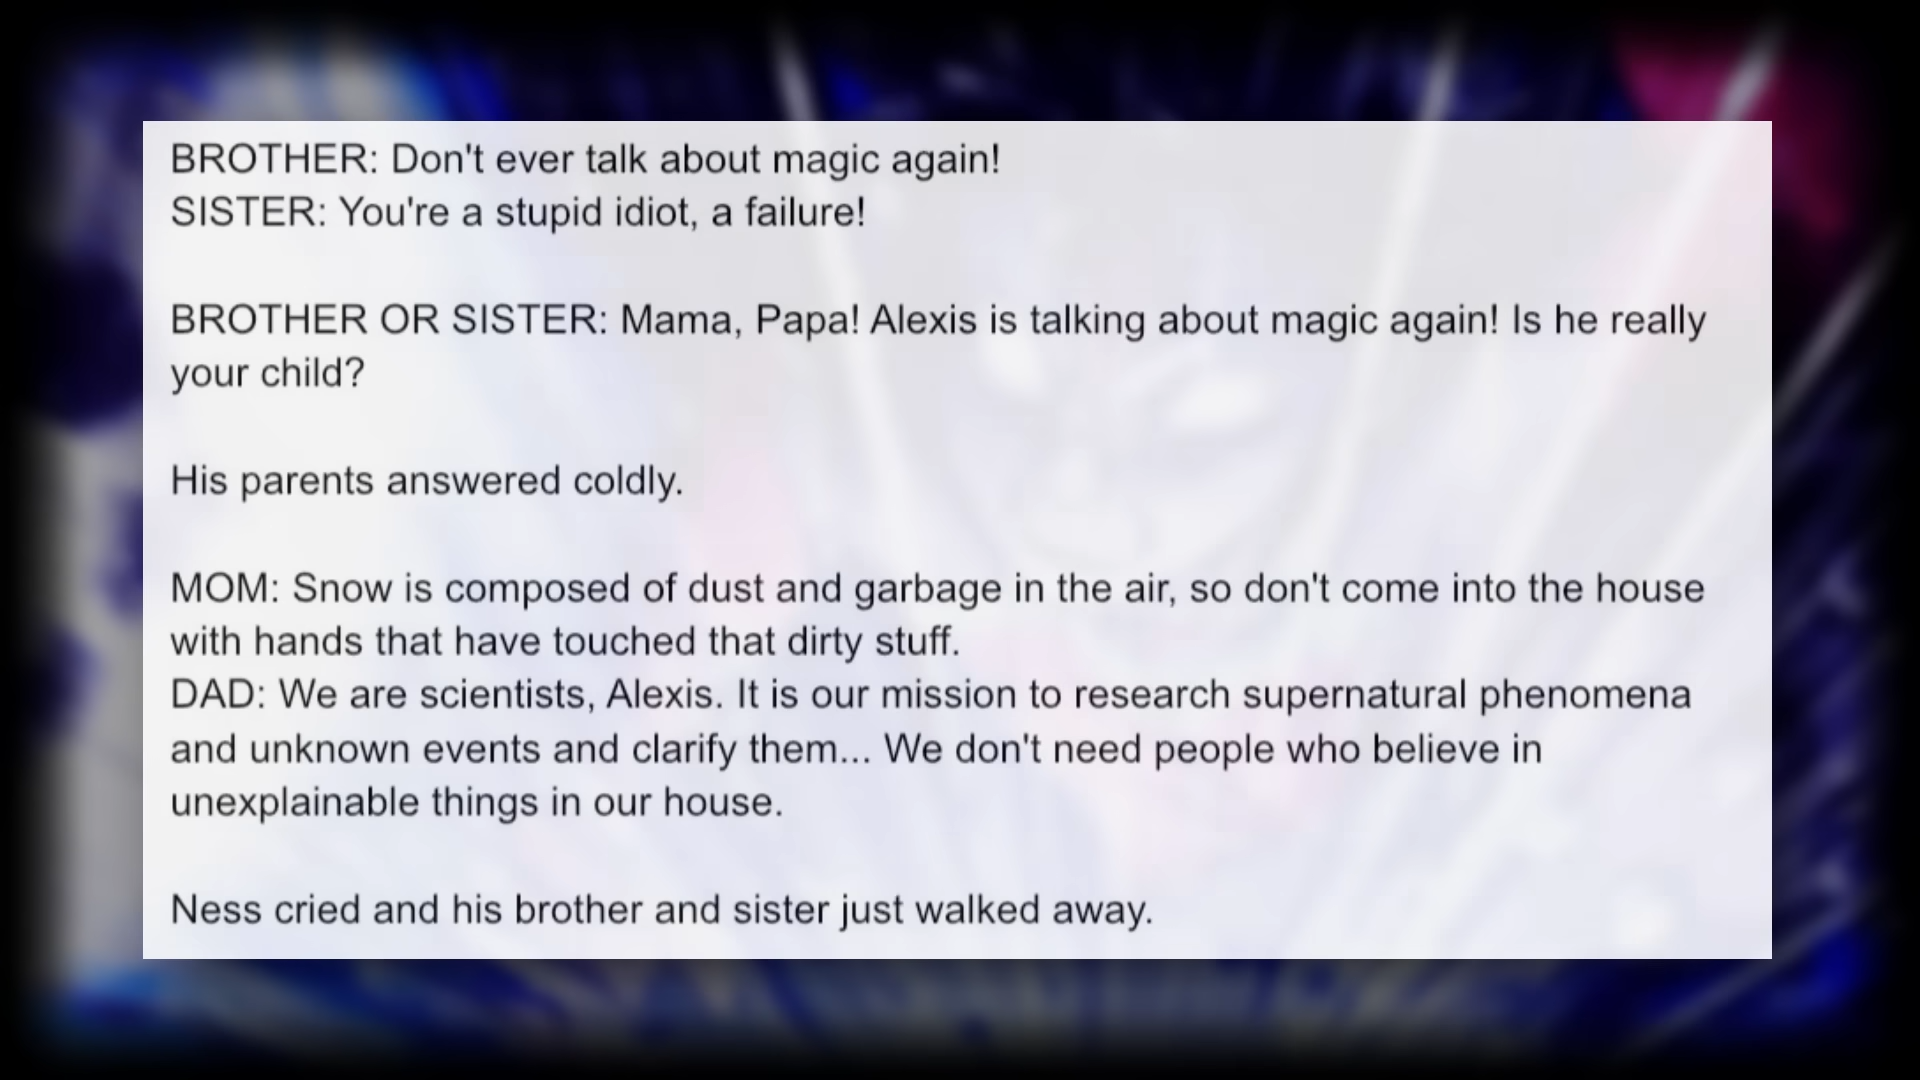 BROTHER: Don't ever talk about magic again!
SISTER: You're a stupid idiot, a failure!
BROTHER OR SISTER: Mama, Papa! Alexis is talking about magic again! Is he really
your child?
His parents answered coldly.
MOM: Snow is composed of dust and garbage in the air, so don't come into the house
with hands that have touched that dirty stuff.
DAD: We are scientists, Alexis. It is our mission to research supernatural phenomena
and unknown events and clarify them... We don't need people who believe in
unexplainable things in our house.
Ness cried and his brother and sister just walked away.